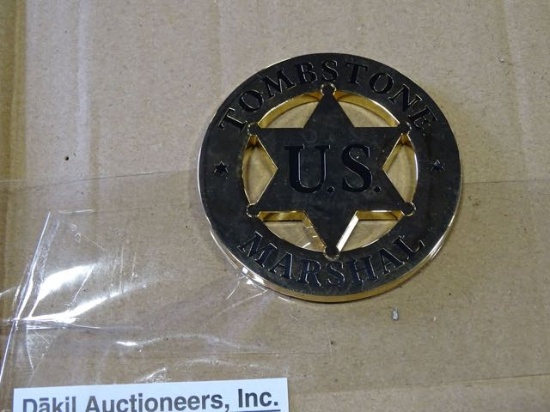 TOMBSTONE
U.S.
MARSHAL
Dākil Auctioneers, Inc.